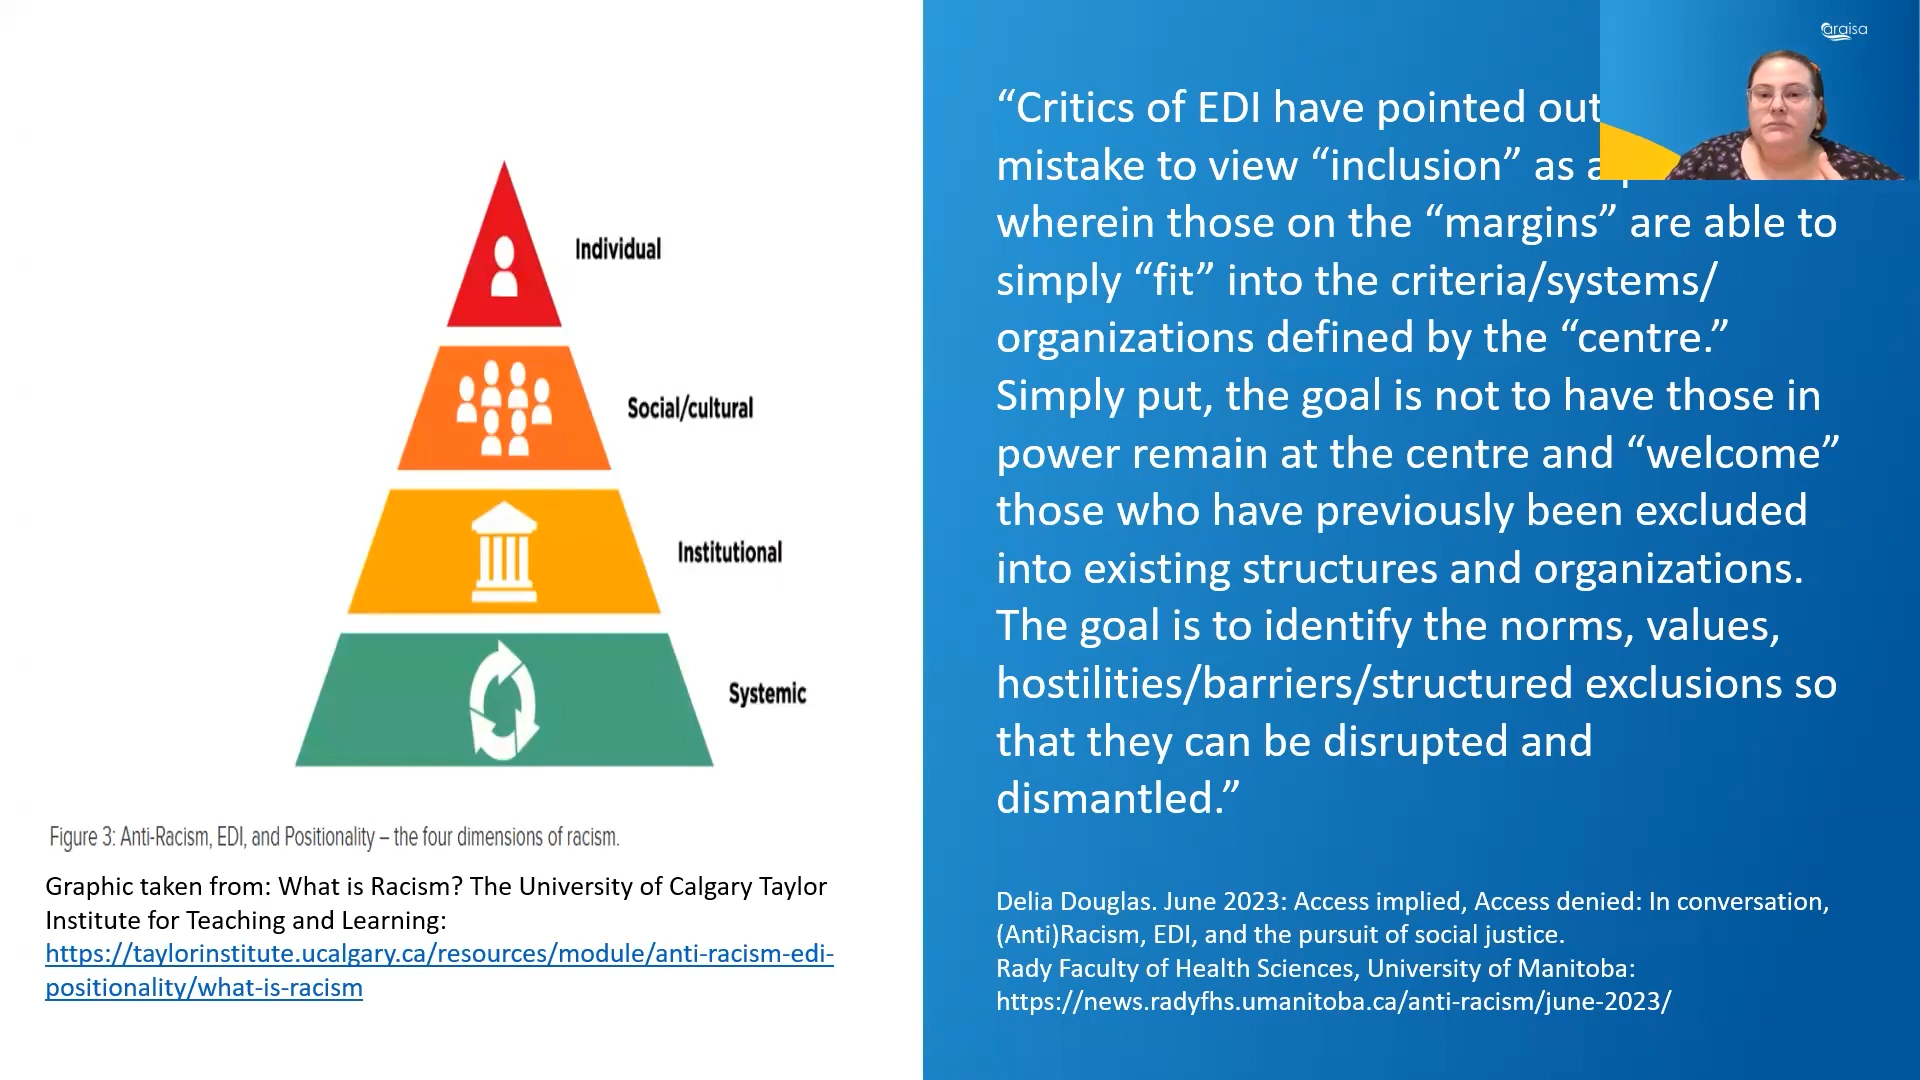 Individual
Social/cultural
Institutional
Systemic
Figure 3: Anti-Racism, EDI, and Positionality – the four dimensions of racism.
Graphic taken from: What is Racism? The University of Calgary Taylor
Institute for Teaching and Learning:
https://taylorinstitute.ucalgary.ca/resources/module/anti-racism-edi-
positionality/what-is-racism
araisa
“Critics of EDI have pointed out
mistake to view “inclusion” as a
wherein those on the “margins” are able to
simply “fit” into the criteria/systems/
organizations defined by the “centre.”
Simply put, the goal is not to have those in
power remain at the centre and “welcome”
those who have previously been excluded
into existing structures and organizations.
The goal is to identify the norms, values,
hostilities/barriers/structured exclusions so
that they can be disrupted and
dismantled.”
Delia Douglas. June 2023: Access implied, Access denied: In conversation,
(Anti)Racism, EDI, and the pursuit of social justice.
Rady Faculty of Health Sciences, University of Manitoba:
https://news.radyfhs.umanitoba.ca/anti-racism/june-2023/